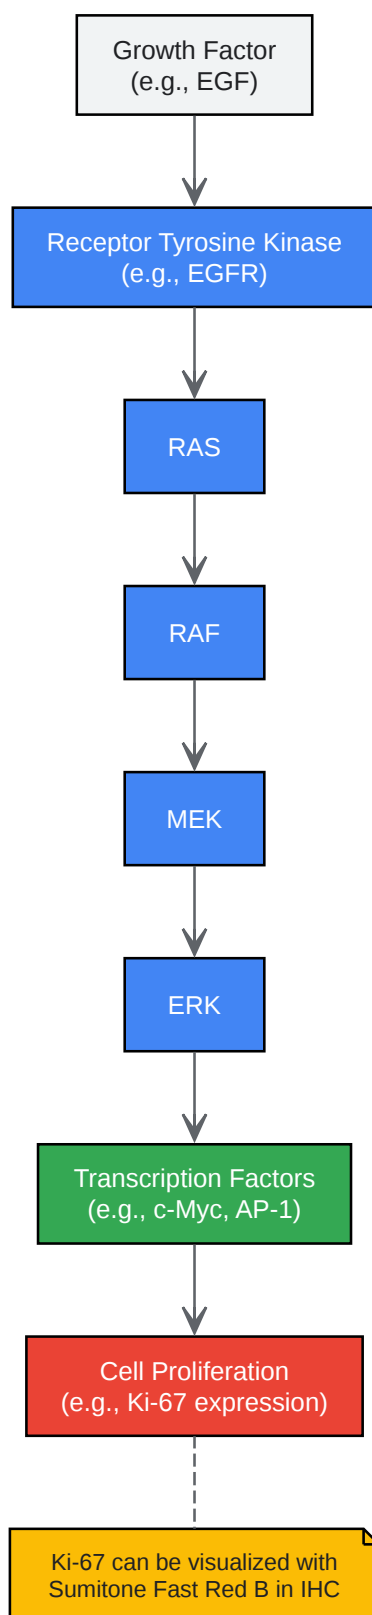 Growth Factor
(e.g., EGF)
Receptor Tyrosine Kinase
(e.g., EGFR)
RAS
RAF
MEK
ERK
Transcription Factors
(e.g., c-Myc, AP-1)
Cell Proliferation
(e.g., Ki-67 expression)
Ki-67 can be visualized with
Sumitone Fast Red B in IHC